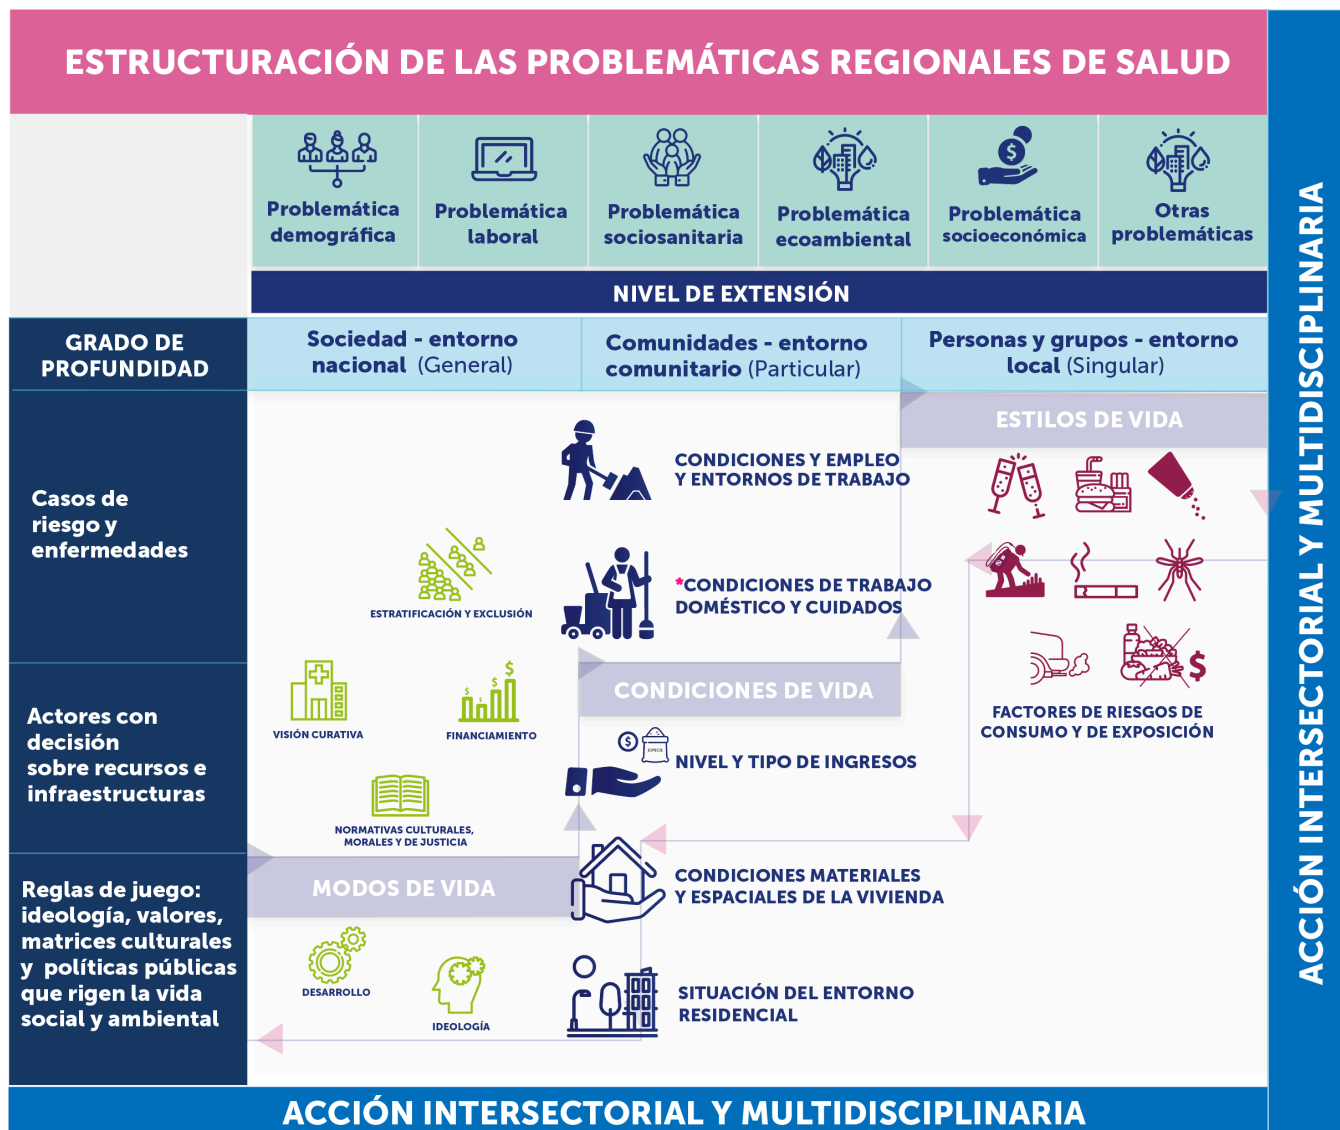 ESTRUCTURACIÓN DE LAS PROBLEMÁTICAS REGIONALES DE SALUD
Problemática
demográfica
Problemática
laboral
Problemática
sociosanitaria
Problemática
ecoambiental
Problemática
socioeconómica
Otras
problemáticas
NIVEL DE EXTENSIÓN
GRADO DE
PROFUNDIDAD
Sociedad - entorno
nacional (General)
Comunidades - entorno
comunitario (Particular)
Personas y grupos - entorno
local (Singular)
Casos de
riesgo y
enfermedades
Actores con
decisión
sobre recursos e
infraestructuras
Reglas de juego:
ideología, valores,
matrices culturales
y políticas públicas
que rigen la vida
social y ambiental
ESTRATIFICACIÓN Y EXCLUSIÓN
VISIÓN CURATIVA
$ $ $ $
FINANCIAMIENTO
NORMATIVAS CULTURALES,
MORALES Y DE JUSTICIA
MODOS DE VIDA
DESARROLLO
IDEOLOGÍA
CONDICIONES Y EMPLEO
Y ENTORNOS DE TRABAJO
*CONDICIONES DE TRABAJO
DOMÉSTICO Y CUIDADOS
CONDICIONES DE VIDA
$
ESPECIE
NIVEL Y TIPO DE INGRESOS
CONDICIONES MATERIALES
Y ESPACIALES DE LA VIVIENDA
SITUACIÓN DEL ENTORNO
RESIDENCIAL
ESTILOS DE VIDA
$
FACTORES DE RIESGOS DE
CONSUMO Y DE EXPOSICIÓN
ACCIÓN INTERSECTORIAL Y MULTIDISCIPLINARIA
ACCIÓN INTERSECTORIAL Y MULTIDISCIPLINARIA